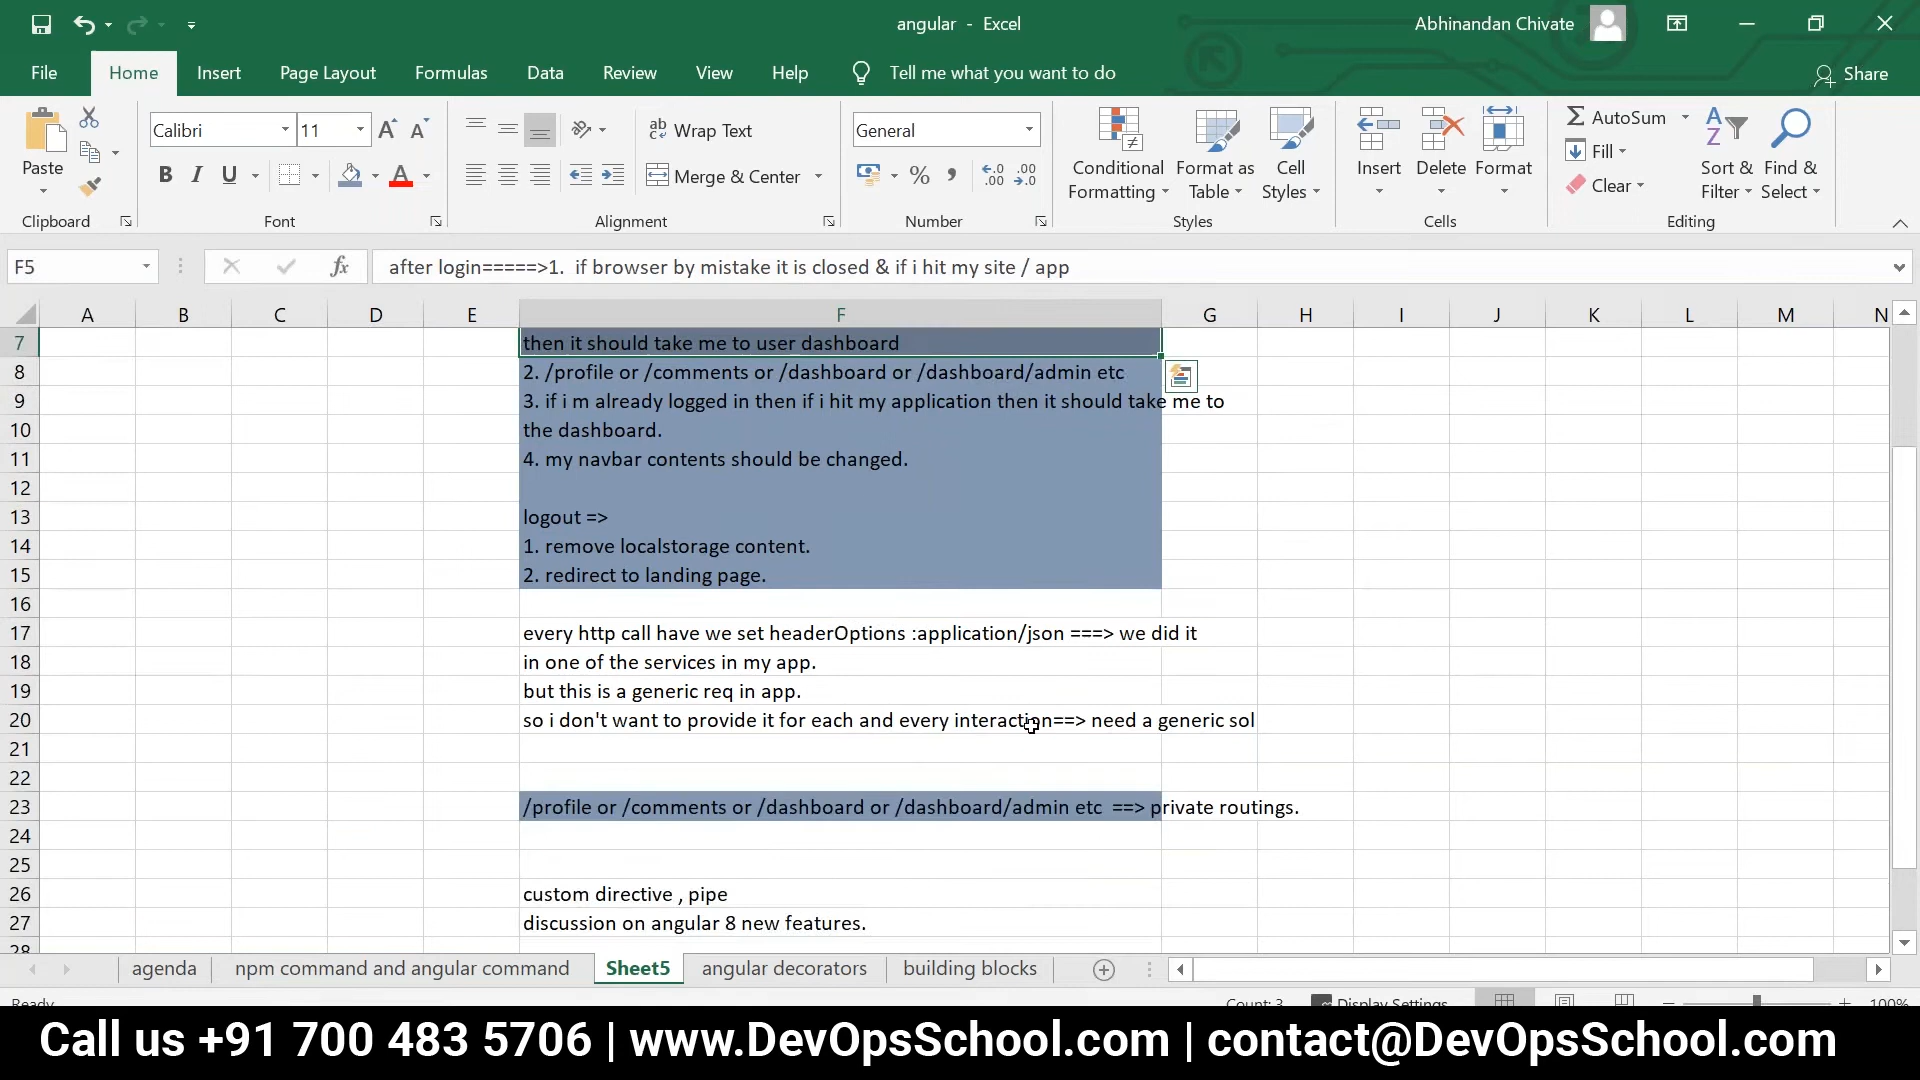 angular - Excel
Abhinandan Chivate
File Home Insert Page Layout Formulas Data Review View Help Tell me what you want to do Share
Paste
Clipboard
Calibri 11
B I U
Font
Wrap Text
Merge & Center
Alignment
General
Number
Conditional Formatting
Format as Table
Cell Styles
Styles
Insert Delete Format
Cells
AutoSum
Fill
Clear
Sort & Filter
Find & Select
Editing
F5 fx after login=====>1.  if browser by mistake it is closed & if i hit my site / app
A B C D E F G H I J K L M N
7 then it should take me to user dashboard
8 2. /profile or /comments or /dashboard or /dashboard/admin etc
9 3. if i m already logged in then if i hit my application then it should take me to
10 the dashboard.
11 4. my navbar contents should be changed.
12
13 logout =>
14 1. remove localstorage content.
15 2. redirect to landing page.
16
17 every http call have we set headerOptions :application/json ===> we did it
18 in one of the services in my app.
19 but this is a generic req in app.
20 so i don't want to provide it for each and every interaction==> need a generic sol
21
22
23 /profile or /comments or /dashboard or /dashboard/admin etc  ==> private routings.
24
25
26 custom directive , pipe
27 discussion on angular 8 new features.
28
agenda npm command and angular command Sheet5 angular decorators building blocks
Ready Count: 3 Display Settings 100%
Call us +91 700 483 5706 | www.DevOpsSchool.com | contact@DevOpsSchool.com